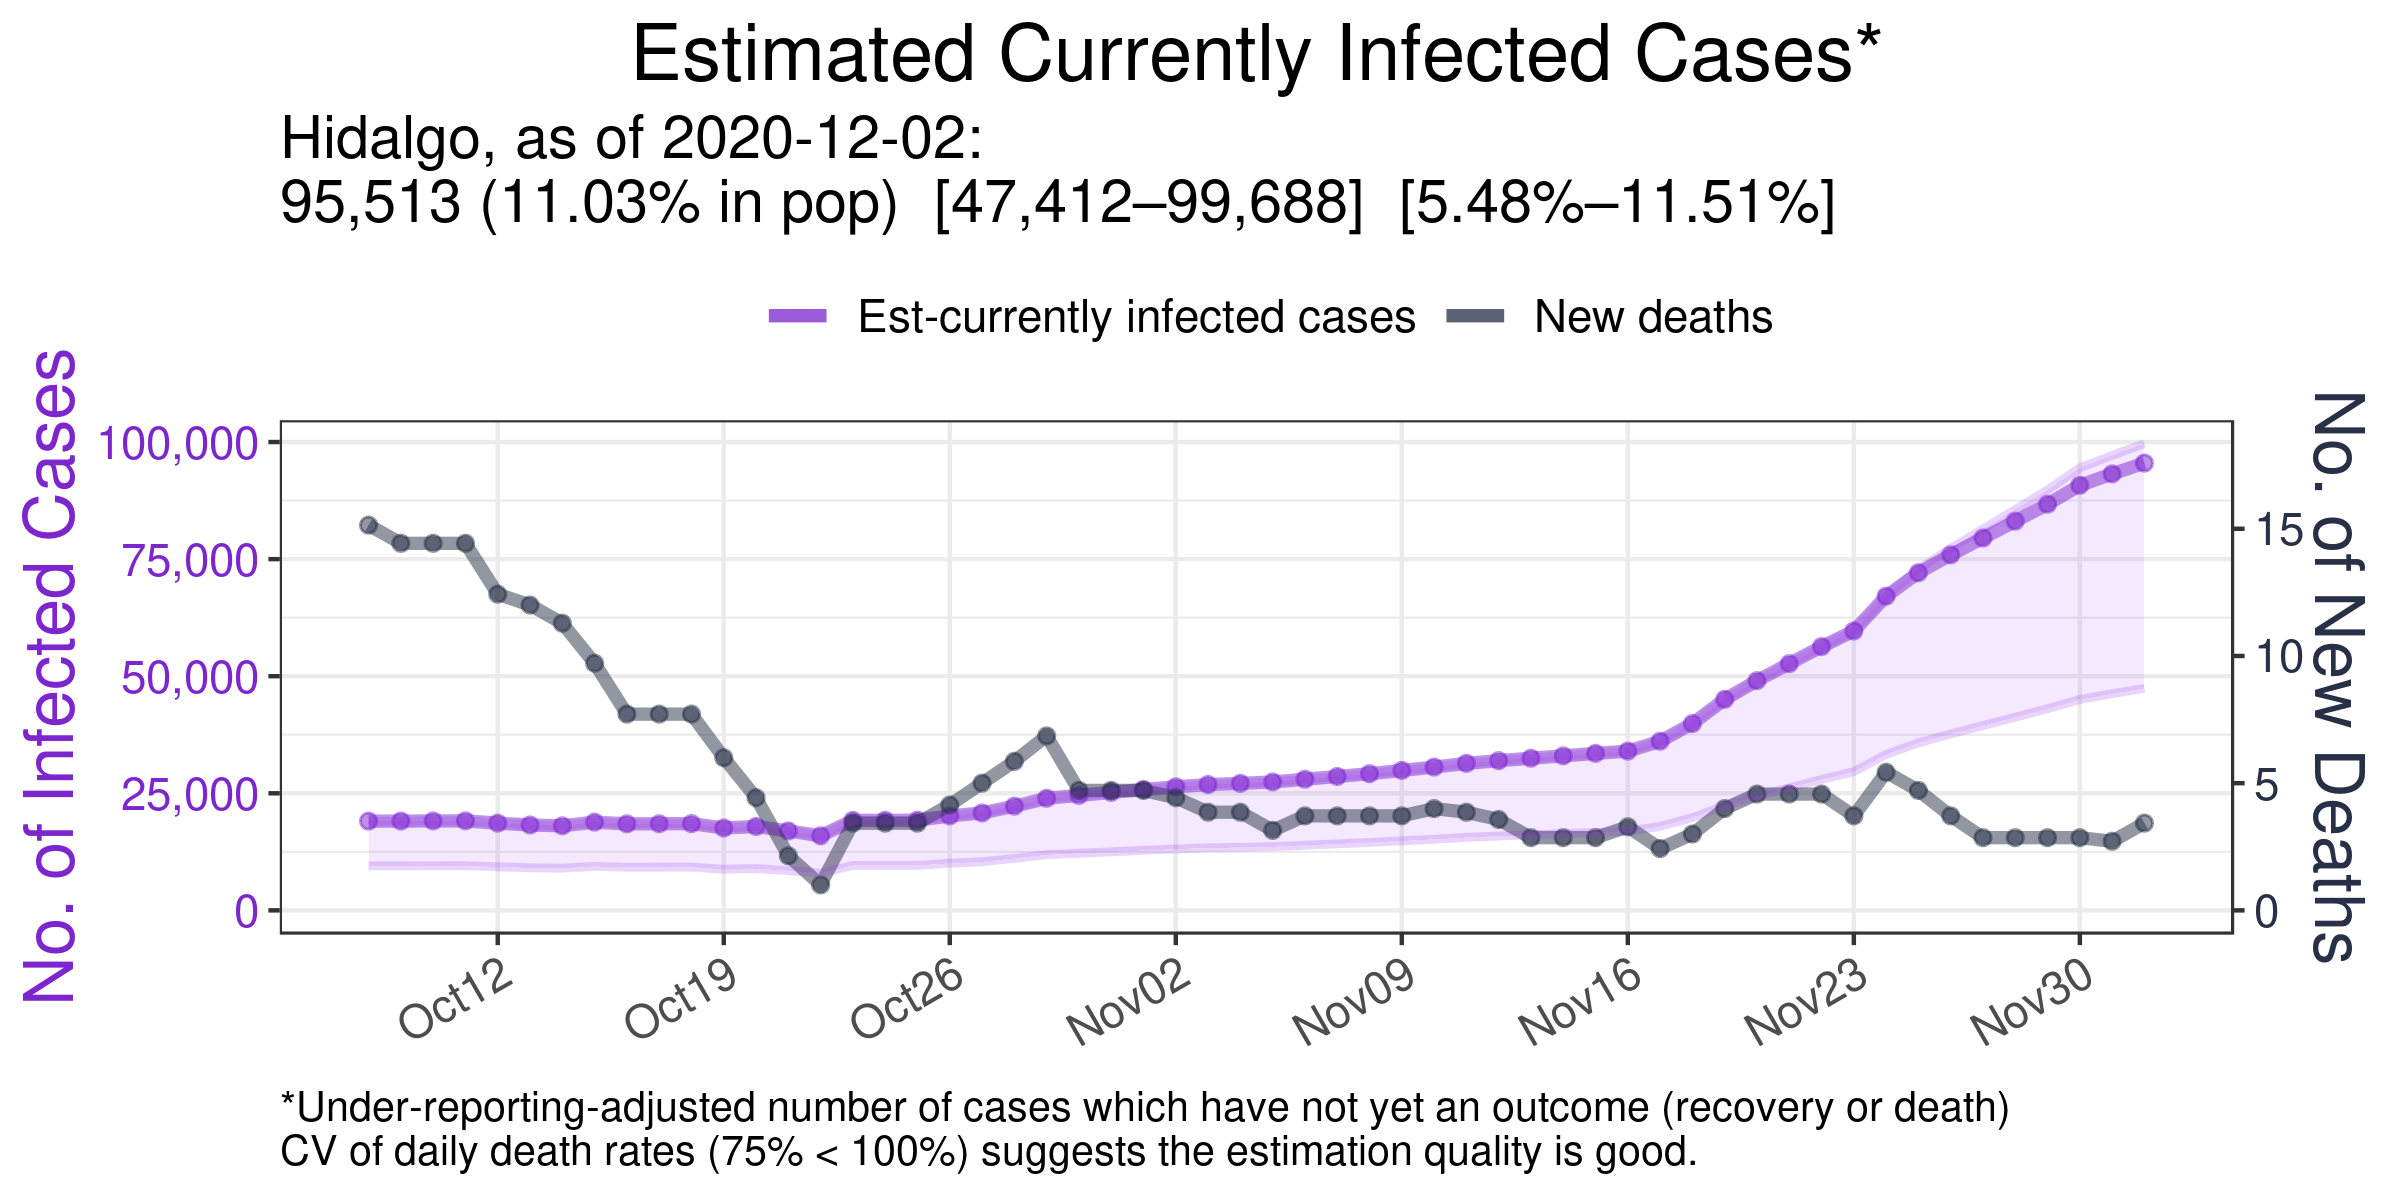 Estimated Currently Infected Cases*
Hidalgo, as of 2020-12-02:
95,513 (11.03% in pop) [47,412–99,688] [5.48%–11.51%]
Est-currently infected cases
New deaths
No. of Infected Cases
100,000
75,000
50,000
25,000
0
No. of New Deaths
15
10
5
0
Oct12
Oct19
Oct26
Nov02
Nov09
Nov16
Nov23
Nov30
*Under-reporting-adjusted number of cases which have not yet an outcome (recovery or death)
CV of daily death rates (75% < 100%) suggests the estimation quality is good.